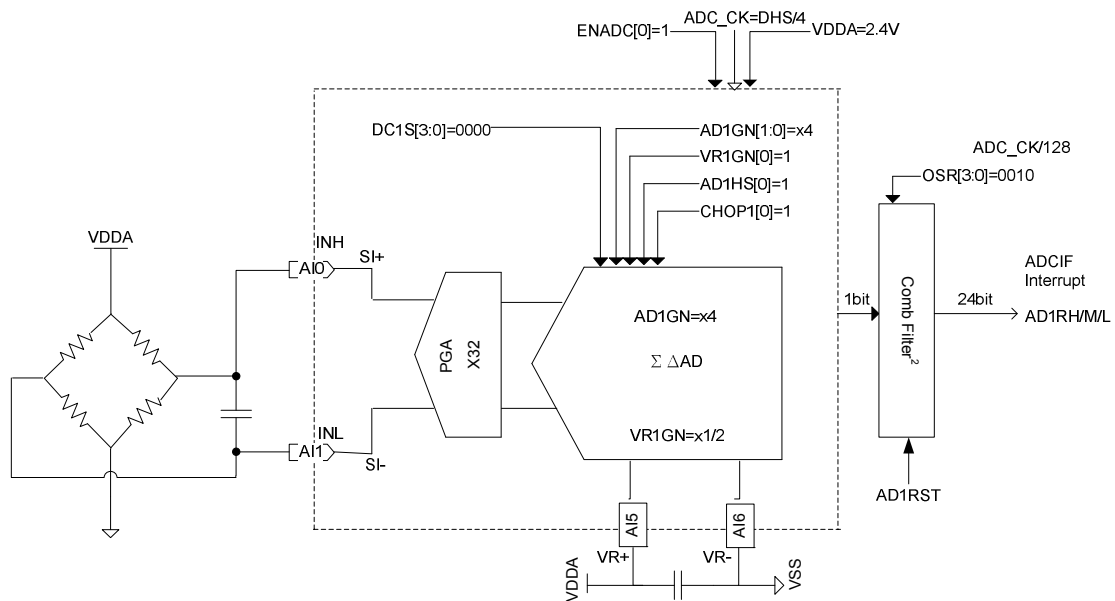 ENADC[0]=1
ADC_CK=DHS/4
VDDA=2.4V
DC1S[3:0]=0000
AD1GN[1:0]=x4
VR1GN[0]=1
AD1HS[0]=1
CHOP1[0]=1
ADC_CK/128
OSR[3:0]=0010
VDDA
INH
AI0
SI+
PGA
X32
AD1GN=x4
Σ ΔAD
VR1GN=x1/2
1bit
Comb Filter²
24bit
ADCIF
Interrupt
AD1RH/M/L
INL
AI1
SI-
AD1RST
AI5
AI6
VR+
VR-
VDDA
VSS